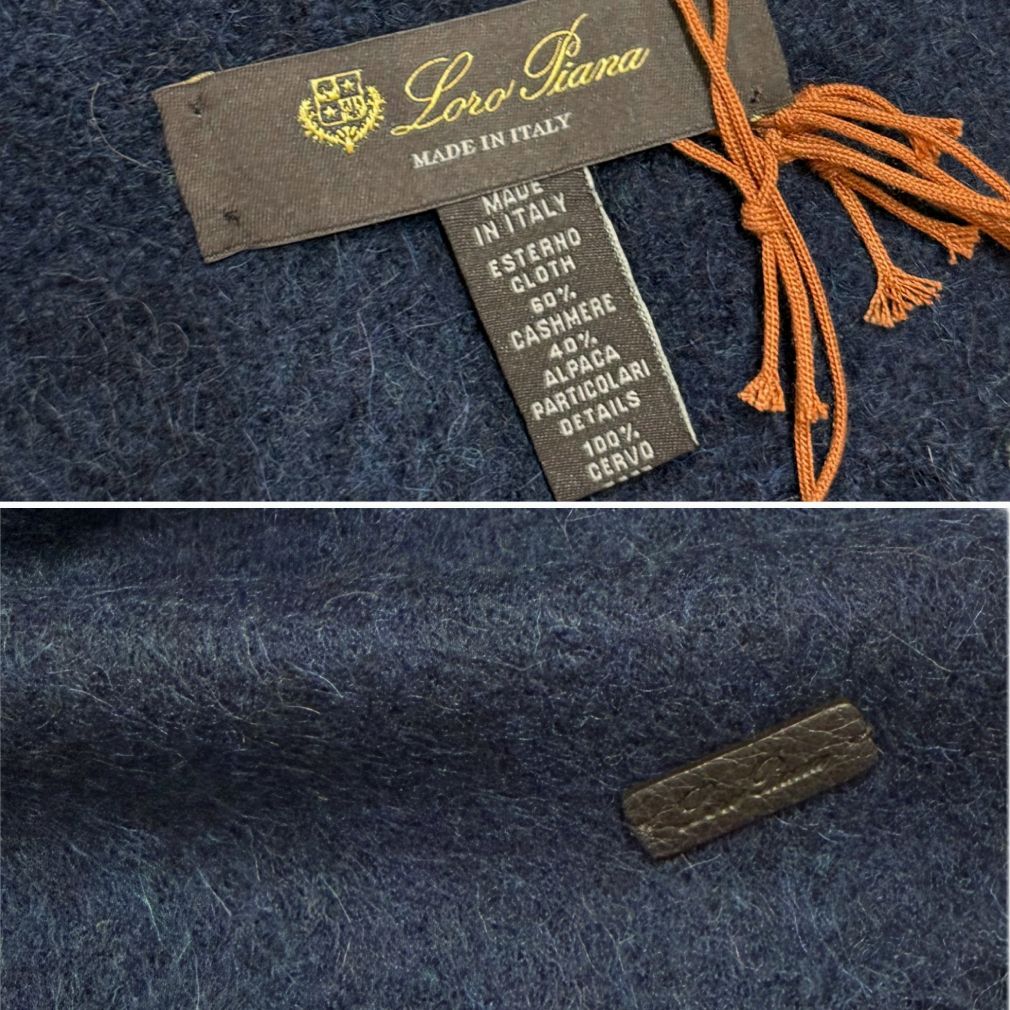 Loro Piana
MADE IN ITALY
MADE
IN ITALY
ESTERNO
CLOTH
60%
CASHMERE
40%
ALPACA
PARTICOLARI
DETAILS
100%
CERVO